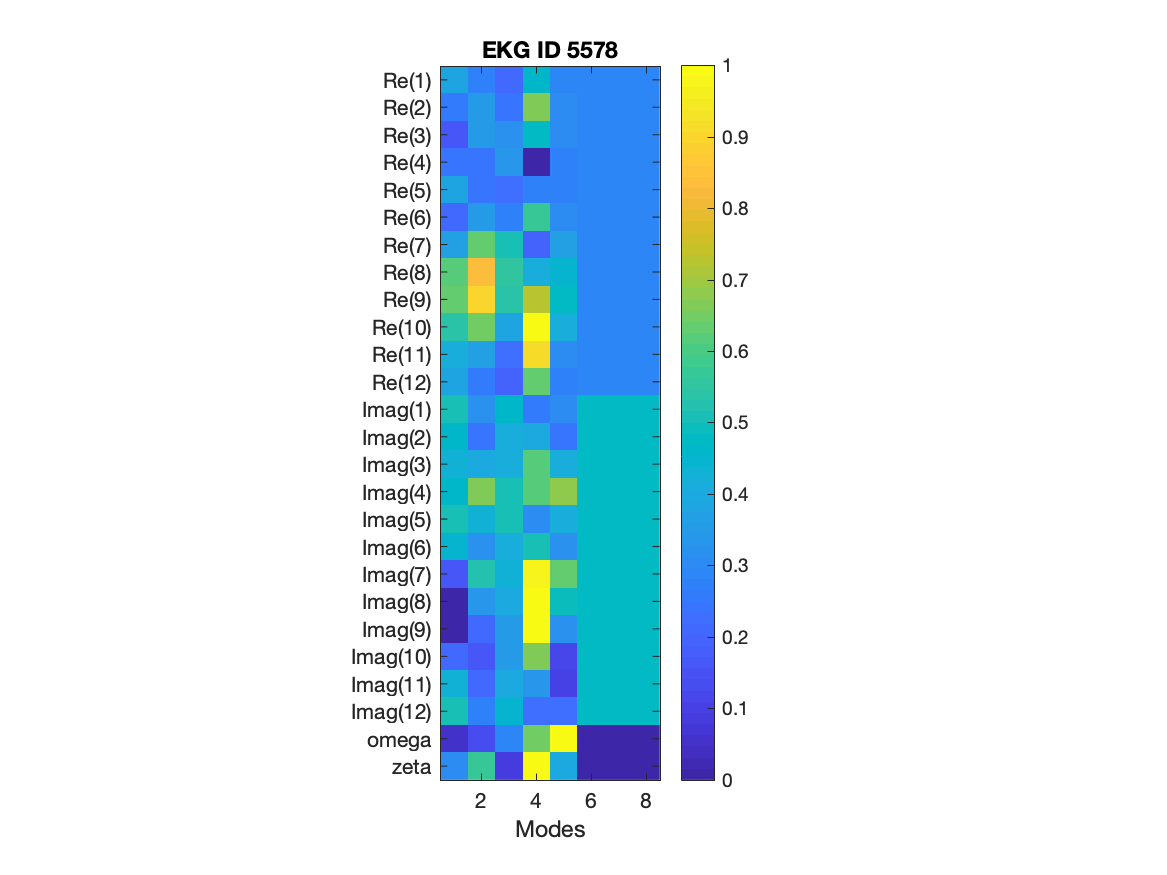 EKG ID 5578
Re(1)
Re(2)
Re(3)
Re(4)
Re(5)
Re(6)
Re(7)
Re(8)
Re(9)
Re(10)
Re(11)
Re(12)
Imag(1)
Imag(2)
Imag(3)
Imag(4)
Imag(5)
Imag(6)
Imag(7)
Imag(8)
Imag(9)
Imag(10)
Imag(11)
Imag(12)
omega
zeta
2 4 6 8
Modes
1
0.9
0.8
0.7
0.6
0.5
0.4
0.3
0.2
0.1
0